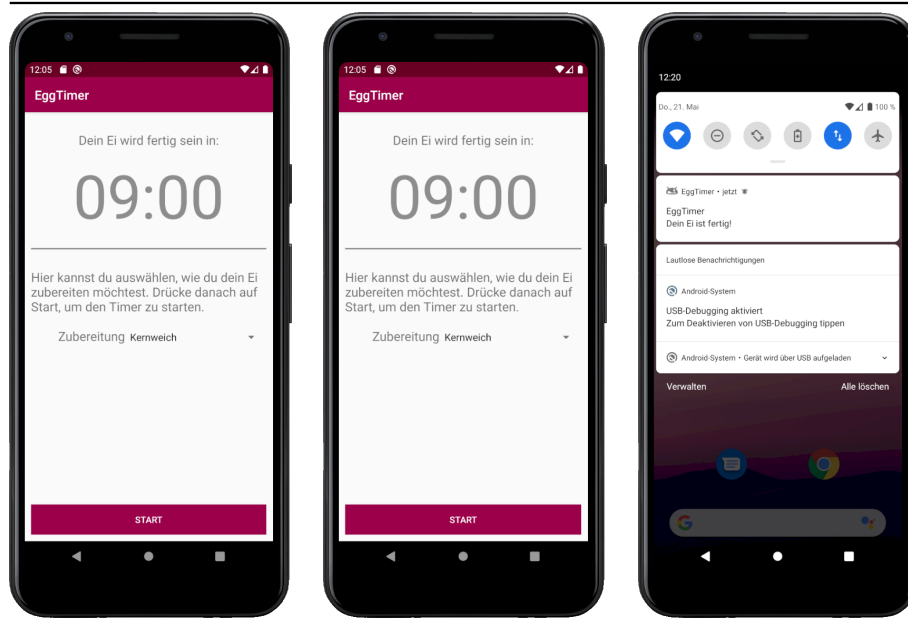 12:05
EggTimer
Dein Ei wird fertig sein in:
09:00
Hier kannst du auswählen, wie du dein Ei
zubereiten möchtest. Drücke danach auf
Start, um den Timer zu starten.
Zubereitung Kernweich
START
12:05
EggTimer
Dein Ei wird fertig sein in:
09:00
Hier kannst du auswählen, wie du dein Ei
zubereiten möchtest. Drücke danach auf
Start, um den Timer zu starten.
Zubereitung Kernweich
START
12:20
Do., 21. Mai 100 %
EggTimer • jetzt
EggTimer
Dein Ei ist fertig!
Lautlose Benachrichtigungen
Android-System
USB-Debugging aktiviert
Zum Deaktivieren von USB-Debugging tippen
Android-System • Gerät wird über USB aufgeladen
Verwalten Alle löschen
G